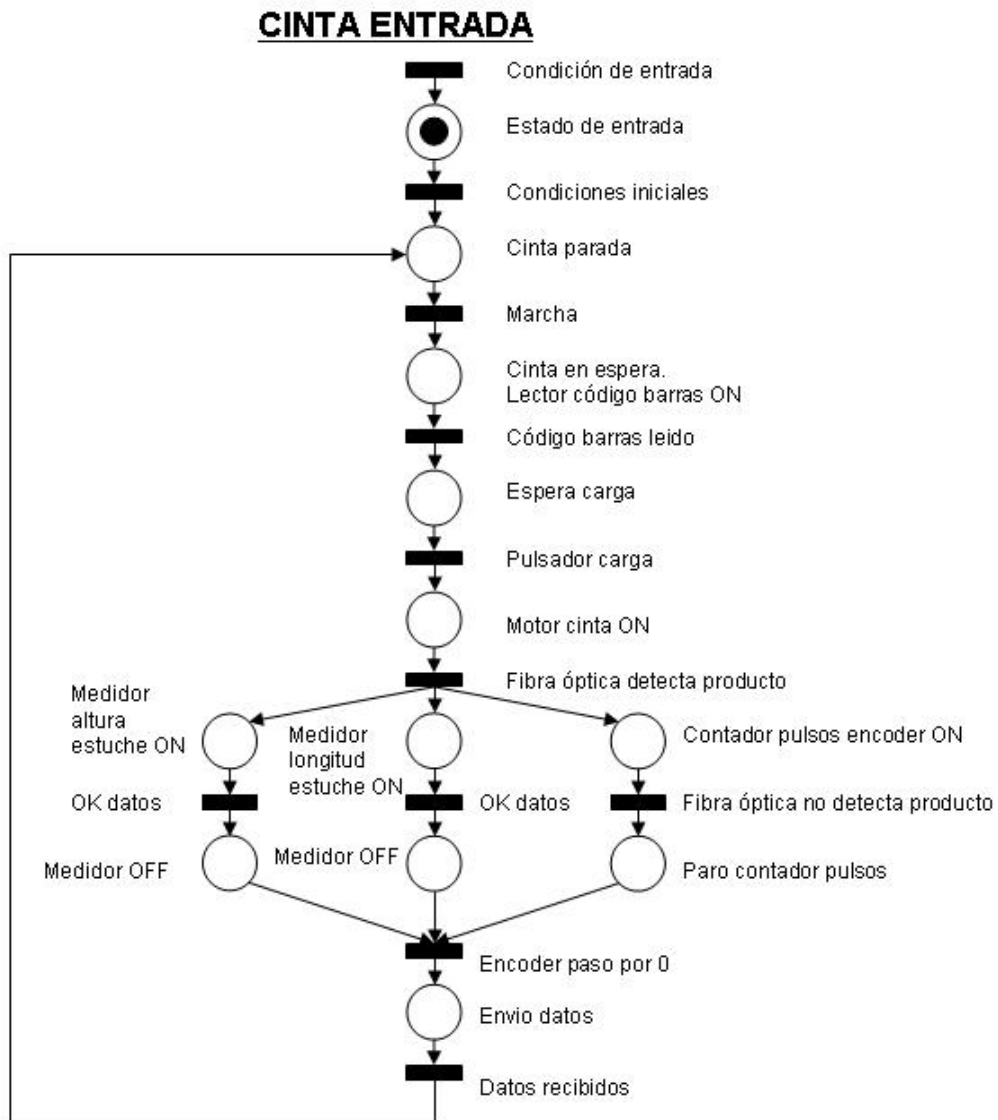 CINTA ENTRADA
Condición de entrada
Estado de entrada
Condiciones iniciales
Cinta parada
Marcha
Cinta en espera.
Lector código barras ON
Código barras leido
Espera carga
Pulsador carga
Motor cinta ON
Fibra óptica detecta producto
Medidor
altura
estuche ON
Medidor
longitud
estuche ON
Contador pulsos encoder ON
OK datos
OK datos
Fibra óptica no detecta producto
Medidor OFF
Medidor OFF
Paro contador pulsos
Encoder paso por 0
Envio datos
Datos recibidos